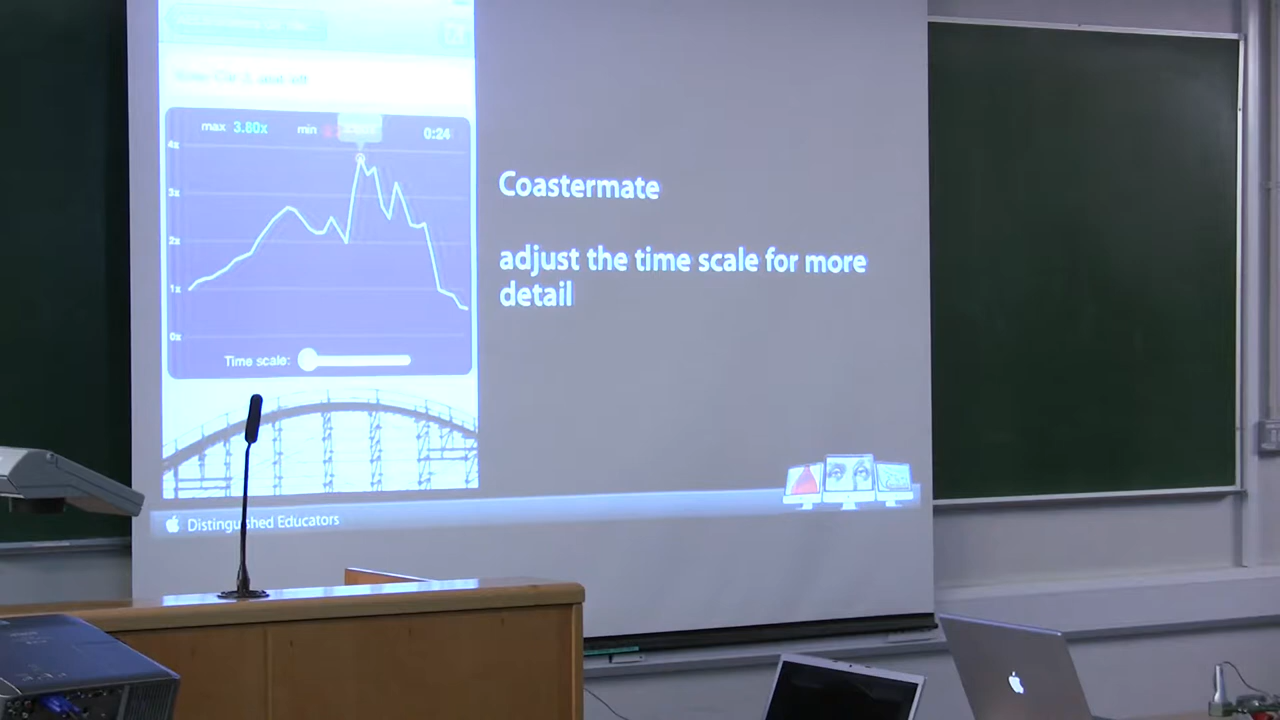 max 3.60x min 0:24
4x
3x
2x
1x
0x
Time scale:
Coastermate
adjust the time scale for more
detail
Distinguished Educators